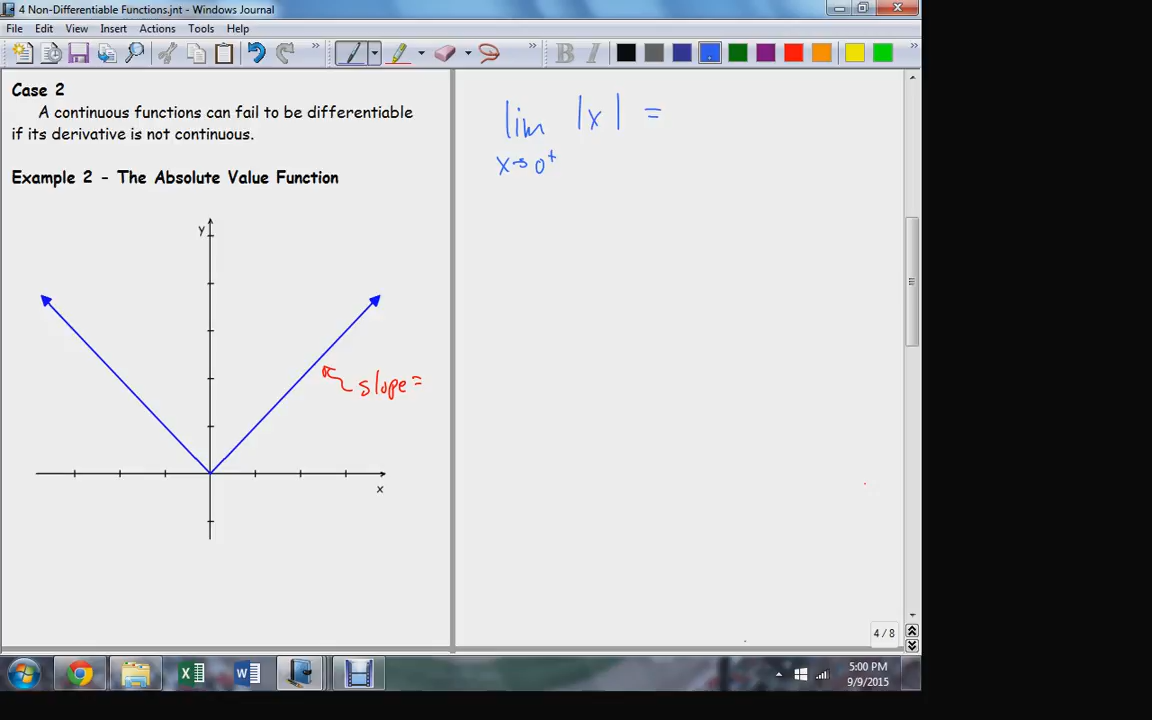 4 Non-Differentiable Functions.jnt - Windows Journal
File Edit View Insert Actions Tools Help
B I
Case 2
A continuous functions can fail to be differentiable
if its derivative is not continuous.
Example 2 - The Absolute Value Function
y
slope =
x
lim |x| =
x→0⁺
4 / 8
5:00 PM
9/9/2015